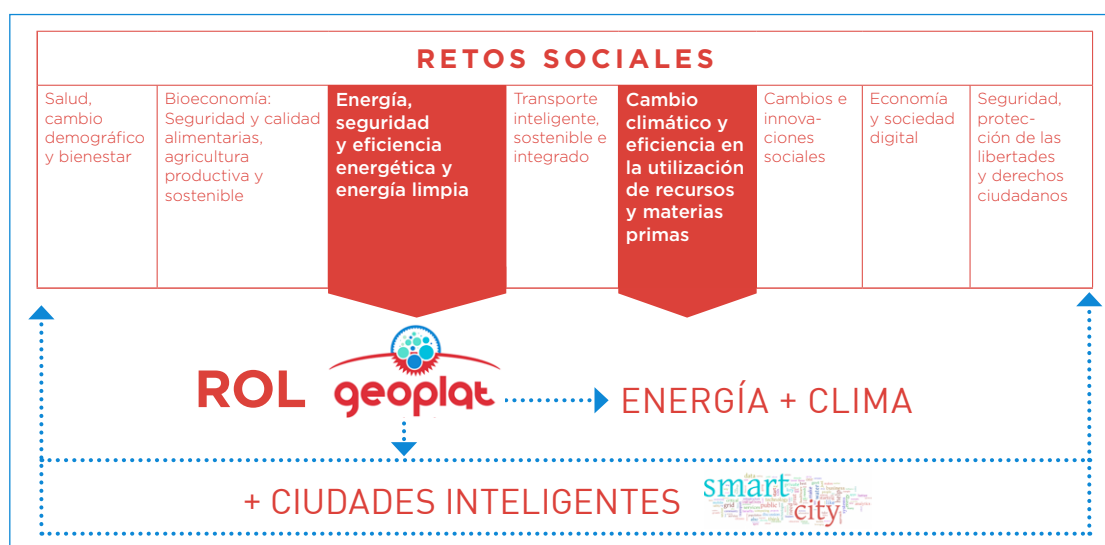 RETOS SOCIALES
Salud,
cambio
demográfico
y bienestar
Bioeconomía:
Seguridad y calidad
alimentarias,
agricultura
productiva y
sostenible
Energía,
seguridad
y eficiencia
energética y
energía limpia
Transporte
inteligente,
sostenible e
integrado
Cambio
climático y
eficiencia en
la utilización
de recursos
y materias
primas
Cambios e
innova-
ciones
sociales
Economía
y sociedad
digital
Seguridad,
protec-
ción de las
libertades
y derechos
ciudadanos
ROL geoplat ENERGÍA + CLIMA
+ CIUDADES INTELIGENTES smart city